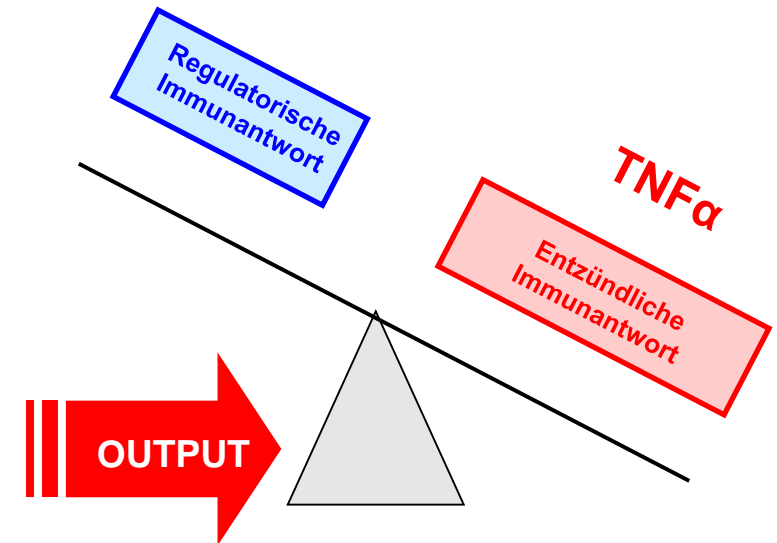 Regulatorische
Immunantwort
TNFα
Entzündliche
Immunantwort
OUTPUT